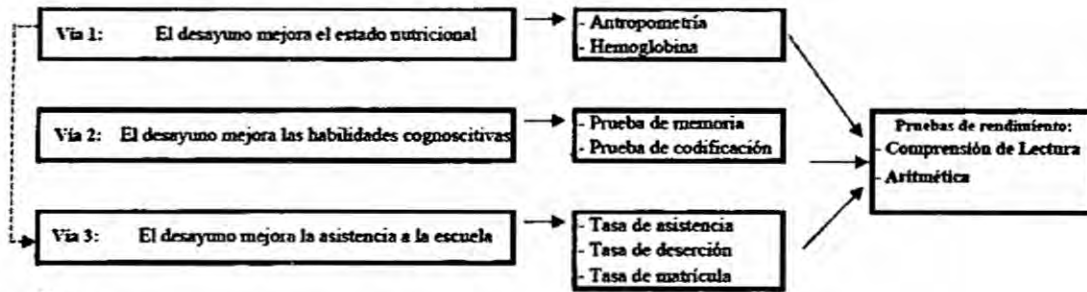 Vía 1: El desayuno mejora el estado nutricional
- Antropometría
- Hemoglobina
Vía 2: El desayuno mejora las habilidades cognoscitivas
- Prueba de memoria
- Prueba de codificación
Vía 3: El desayuno mejora la asistencia a la escuela
- Tasa de asistencia
- Tasa de deserción
- Tasa de matrícula
Pruebas de rendimiento:
- Comprensión de Lectura
- Aritmética